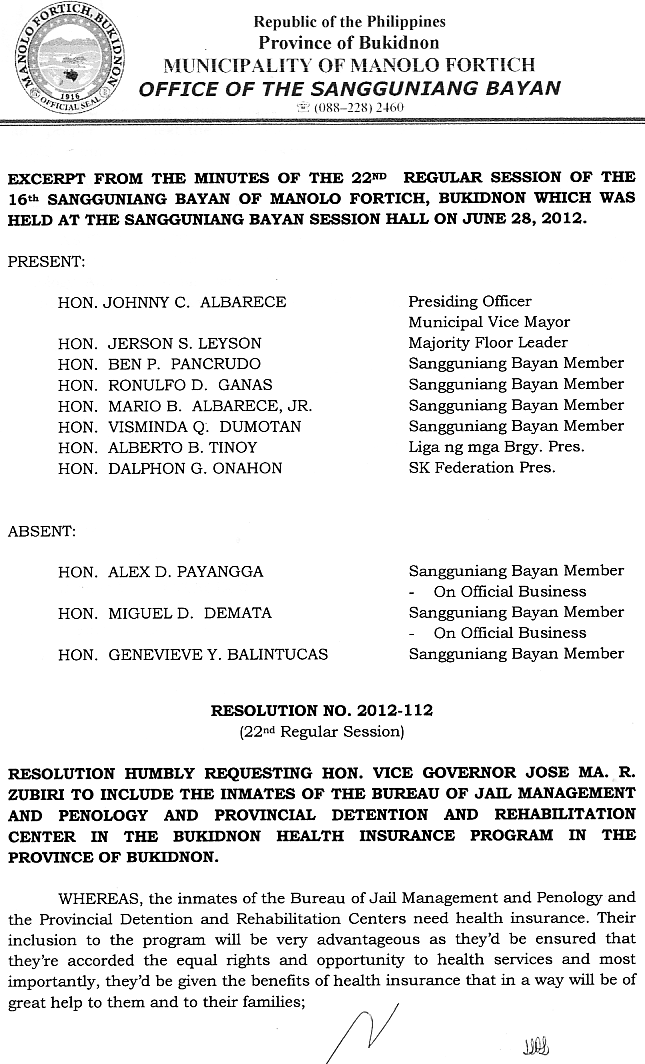 Republic of the Philippines
Province of Bukidnon
MUNICIPALITY OF MANOLO FORTICH
OFFICE OF THE SANGGUNIANG BAYAN
☏ (088–228) 2460
MANOLO FORTICH, BUKIDNON
1916
OFFICIAL SEAL
EXCERPT FROM THE MINUTES OF THE 22ND REGULAR SESSION OF THE
16th SANGGUNIANG BAYAN OF MANOLO FORTICH, BUKIDNON WHICH WAS
HELD AT THE SANGGUNIANG BAYAN SESSION HALL ON JUNE 28, 2012.
PRESENT:
HON. JOHNNY C. ALBARECE Presiding Officer
Municipal Vice Mayor
HON. JERSON S. LEYSON Majority Floor Leader
HON. BEN P. PANCRUDO Sangguniang Bayan Member
HON. RONULFO D. GANAS Sangguniang Bayan Member
HON. MARIO B. ALBARECE, JR. Sangguniang Bayan Member
HON. VISMINDA Q. DUMOTAN Sangguniang Bayan Member
HON. ALBERTO B. TINOY Liga ng mga Brgy. Pres.
HON. DALPHON G. ONAHON SK Federation Pres.
ABSENT:
HON. ALEX D. PAYANGGA Sangguniang Bayan Member
- On Official Business
HON. MIGUEL D. DEMATA Sangguniang Bayan Member
- On Official Business
HON. GENEVIEVE Y. BALINTUCAS Sangguniang Bayan Member
RESOLUTION NO. 2012-112
(22nd Regular Session)
RESOLUTION HUMBLY REQUESTING HON. VICE GOVERNOR JOSE MA. R.
ZUBIRI TO INCLUDE THE INMATES OF THE BUREAU OF JAIL MANAGEMENT
AND PENOLOGY AND PROVINCIAL DETENTION AND REHABILITATION
CENTER IN THE BUKIDNON HEALTH INSURANCE PROGRAM IN THE
PROVINCE OF BUKIDNON.
WHEREAS, the inmates of the Bureau of Jail Management and Penology and
the Provincial Detention and Rehabilitation Centers need health insurance. Their
inclusion to the program will be very advantageous as they'd be ensured that
they're accorded the equal rights and opportunity to health services and most
importantly, they'd be given the benefits of health insurance that in a way will be of
great help to them and to their families;